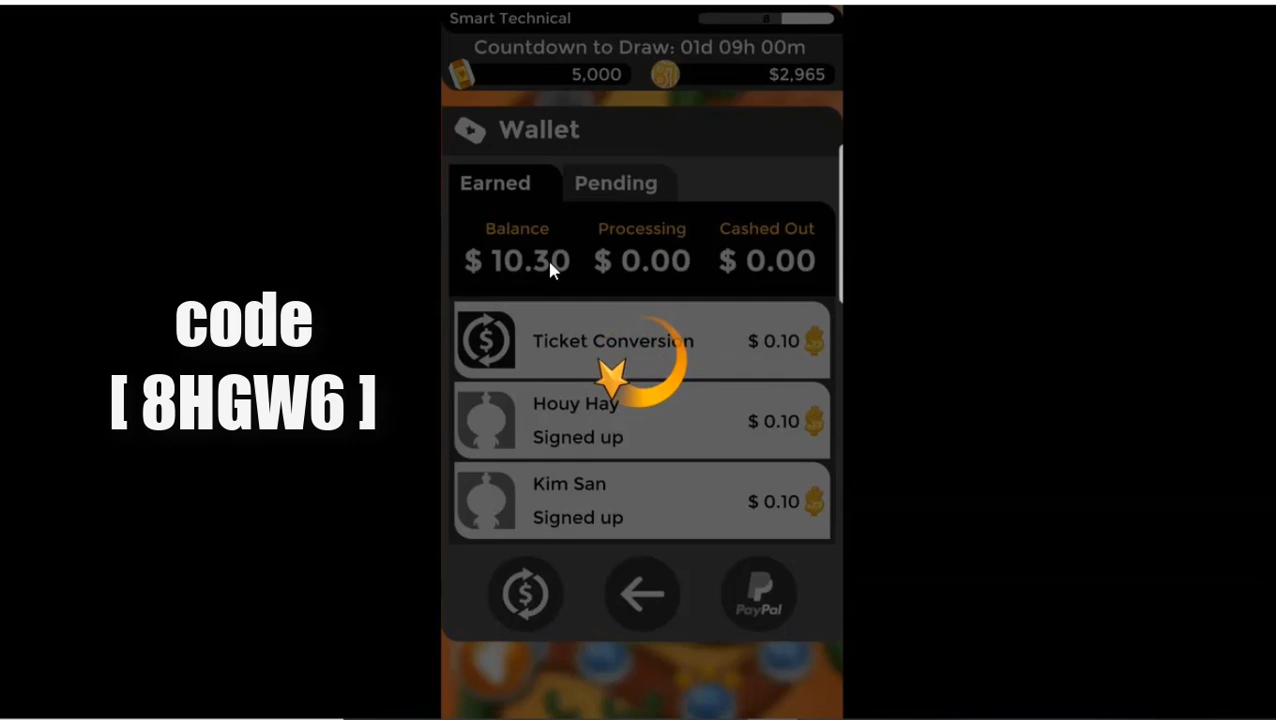 Smart Technical
8
Countdown to Draw: 01d 09h 00m
5,000
$2,965
Wallet
Earned
Pending
Balance
Processing
Cashed Out
$ 10.30
$ 0.00
$ 0.00
Ticket Conversion
$ 0.10
Houy Hay
Signed up
$ 0.10
Kim San
Signed up
$ 0.10
PayPal
code
[ 8HGW6 ]